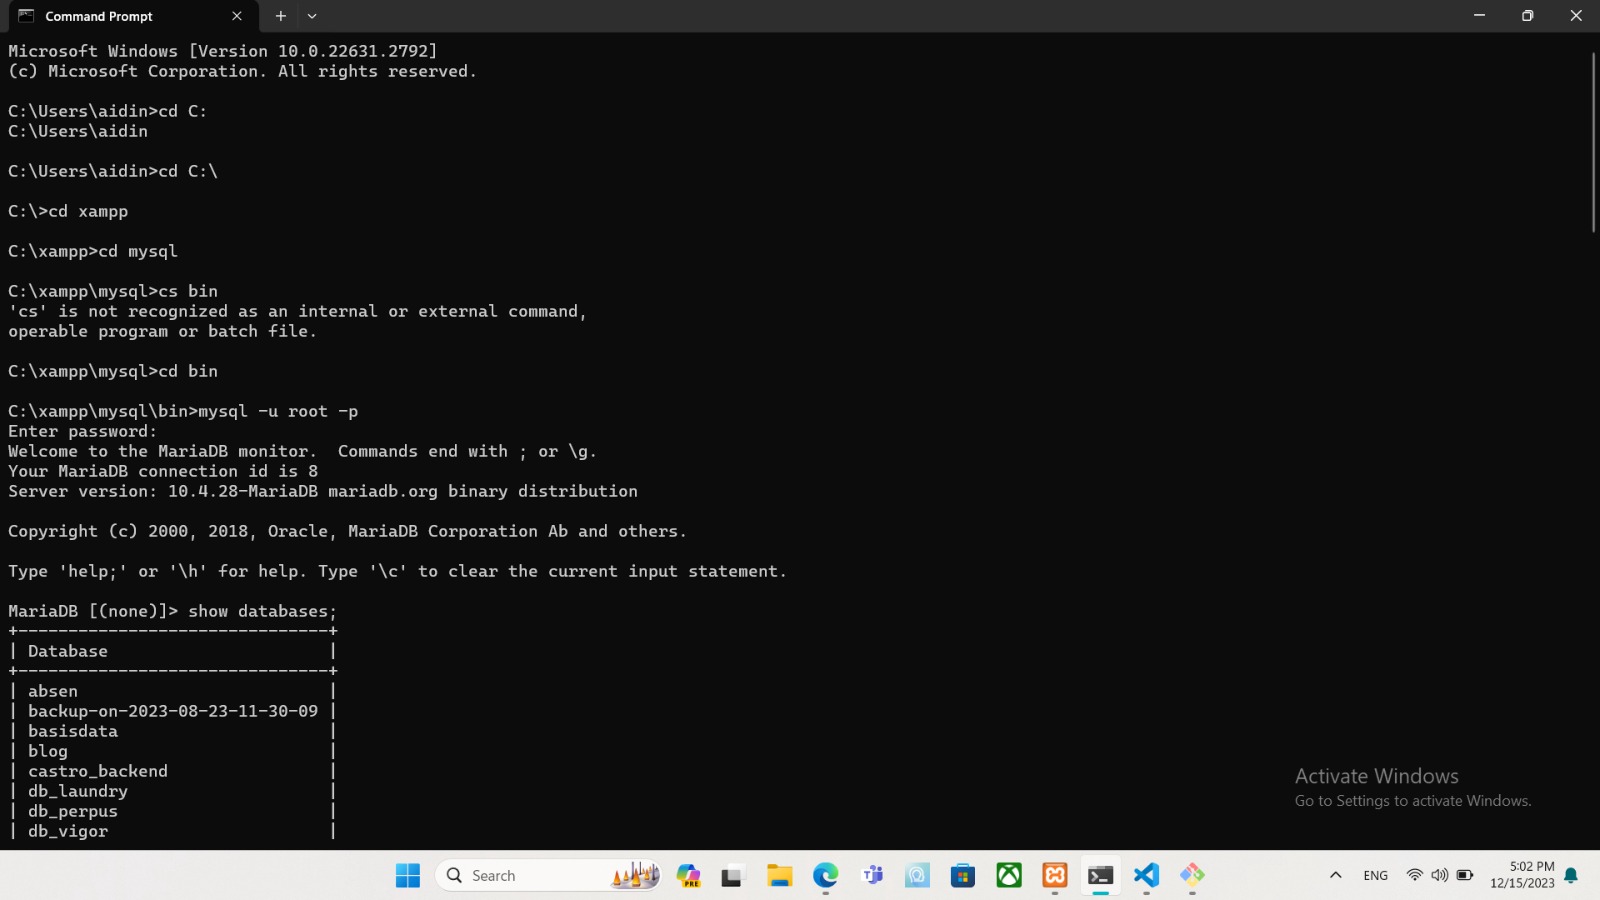 Command Prompt
Microsoft Windows [Version 10.0.22631.2792]
(c) Microsoft Corporation. All rights reserved.
C:\Users\aidin>cd C:
C:\Users\aidin
C:\Users\aidin>cd C:\
C:\>cd xampp
C:\xampp>cd mysql
C:\xampp\mysql>cs bin
'cs' is not recognized as an internal or external command,
operable program or batch file.
C:\xampp\mysql>cd bin
C:\xampp\mysql\bin>mysql -u root -p
Enter password:
Welcome to the MariaDB monitor.  Commands end with ; or \g.
Your MariaDB connection id is 8
Server version: 10.4.28-MariaDB mariadb.org binary distribution
Copyright (c) 2000, 2018, Oracle, MariaDB Corporation Ab and others.
Type 'help;' or '\h' for help. Type '\c' to clear the current input statement.
MariaDB [(none)]> show databases;
+-------------------------------+
| Database                      |
+-------------------------------+
| absen                         |
| backup-on-2023-08-23-11-30-09 |
| basisdata                     |
| blog                          |
| castro_backend                |
| db_laundry                    |
| db_perpus                     |
| db_vigor                      |
Activate Windows
Go to Settings to activate Windows.
Search
PRE
ENG
5:02 PM
12/15/2023